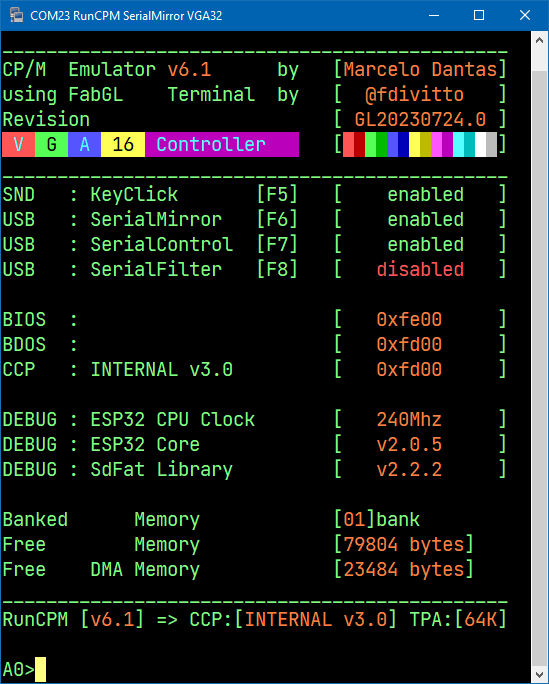 COM23 RunCPM SerialMirror VGA32
CP/M Emulator v6.1 by [Marcelo Dantas]
using FabGL Terminal by [ @fdivitto ]
Revision [ GL20230724.0 ]
V G A 16 Controller [ ]
SND : KeyClick [F5] [ enabled ]
USB : SerialMirror [F6] [ enabled ]
USB : SerialControl [F7] [ enabled ]
USB : SerialFilter [F8] [ disabled ]
BIOS : [ 0xfe00 ]
BDOS : [ 0xfd00 ]
CCP : INTERNAL v3.0 [ 0xfd00 ]
DEBUG : ESP32 CPU Clock [ 240Mhz ]
DEBUG : ESP32 Core [ v2.0.5 ]
DEBUG : SdFat Library [ v2.2.2 ]
Banked Memory [01]bank
Free Memory [79804 bytes]
Free DMA Memory [23484 bytes]
RunCPM [v6.1] => CCP:[INTERNAL v3.0] TPA:[64K]
A0>